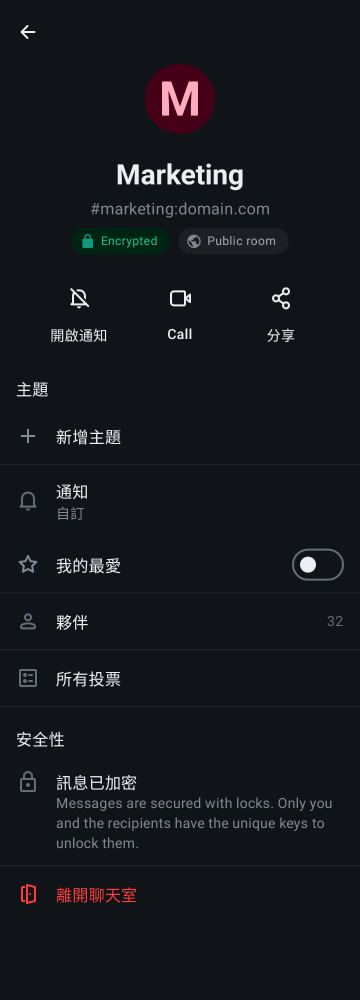 M
Marketing
#marketing:domain.com
Encrypted
Public room
開啟通知
Call
分享
主題
新增主題
通知
自訂
我的最愛
夥伴
32
所有投票
安全性
訊息已加密
Messages are secured with locks. Only you
and the recipients have the unique keys to
unlock them.
離開聊天室